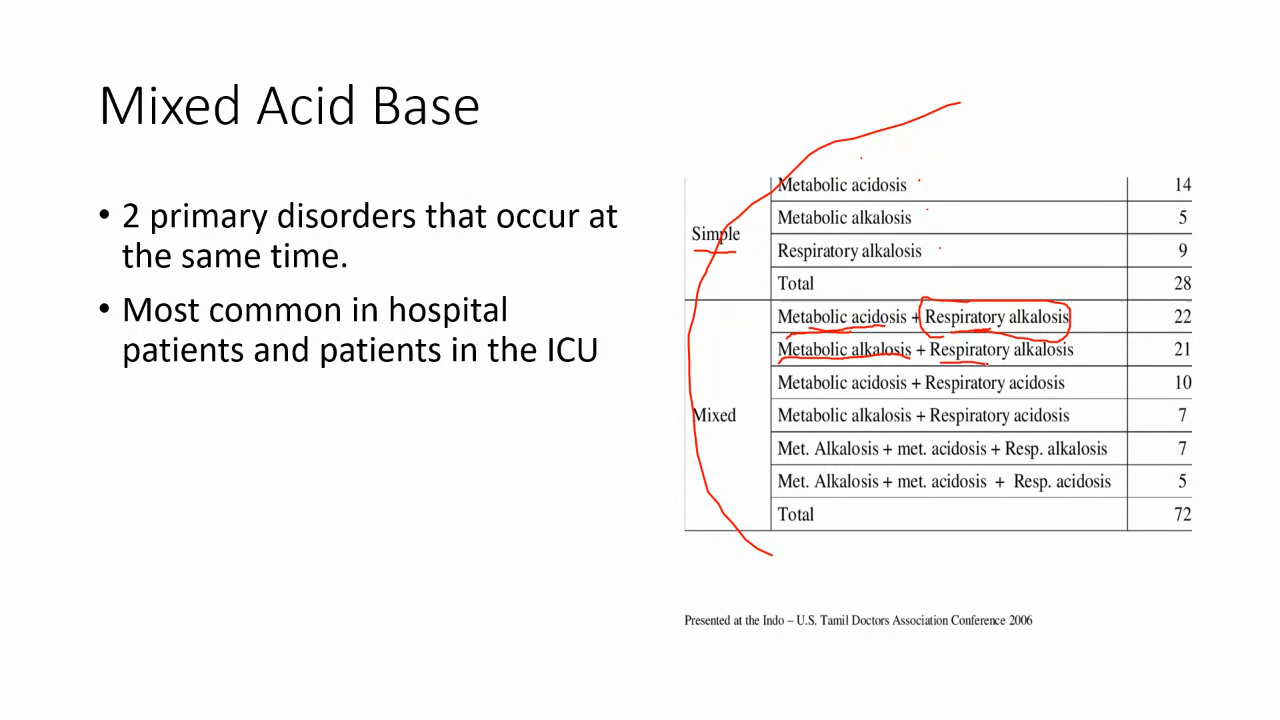 Mixed Acid Base
• 2 primary disorders that occur at
the same time.
• Most common in hospital
patients and patients in the ICU
Simple
Metabolic acidosis 14
Metabolic alkalosis 5
Respiratory alkalosis 9
Total 28
Mixed
Metabolic acidosis + Respiratory alkalosis 22
Metabolic alkalosis + Respiratory alkalosis 21
Metabolic acidosis + Respiratory acidosis 10
Metabolic alkalosis + Respiratory acidosis 7
Met. Alkalosis + met. acidosis + Resp. alkalosis 7
Met. Alkalosis + met. acidosis + Resp. acidosis 5
Total 72
Presented at the Indo – U.S. Tamil Doctors Association Conference 2006